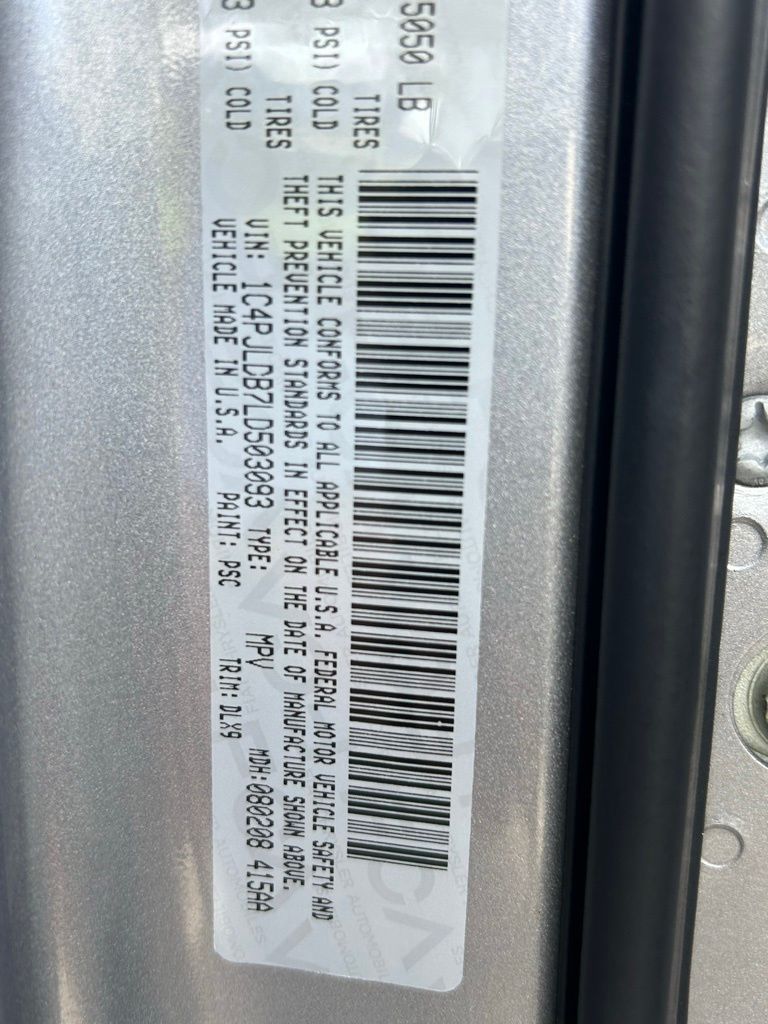 5050 LB
TIRES
3 PSI) COLD
TIRES
3 PSI) COLD
THIS VEHICLE CONFORMS TO ALL APPLICABLE U.S.A. FEDERAL MOTOR VEHICLE SAFETY AND
THEFT PREVENTION STANDARDS IN EFFECT ON THE DATE OF MANUFACTURE SHOWN ABOVE.
VIN: 1C4PJLDB7LD503093 TYPE: MPV MDH:080208 415AA
VEHICLE MADE IN U.S.A. PAINT: PSC TRIM: DLX9